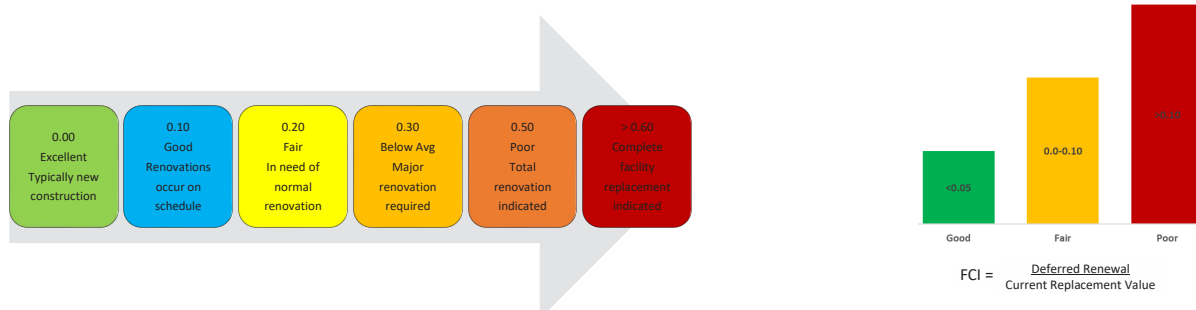 0.00
Excellent
Typically new
construction
0.10
Good
Renovations
occur on
schedule
0.20
Fair
In need of
normal
renovation
0.30
Below Avg
Major
renovation
required
0.50
Poor
Total
renovation
indicated
> 0.60
Complete
facility
replacement
indicated
<0.05
0.0-0.10
Good
Fair
Poor
FCI =
Deferred Renewal
Current Replacement Value